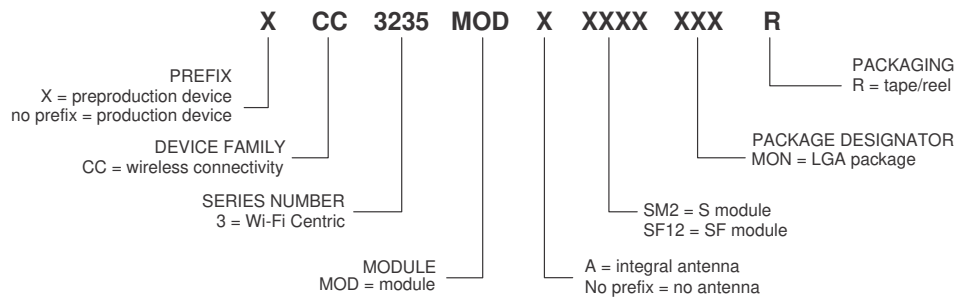 X CC 3235 MOD X XXXX XXX R
PREFIX
X = preproduction device
no prefix = production device
PACKAGING
R = tape/reel
DEVICE FAMILY
CC = wireless connectivity
PACKAGE DESIGNATOR
MON = LGA package
SERIES NUMBER
3 = Wi-Fi Centric
SM2 = S module
SF12 = SF module
MODULE
MOD = module
A = integral antenna
No prefix = no antenna